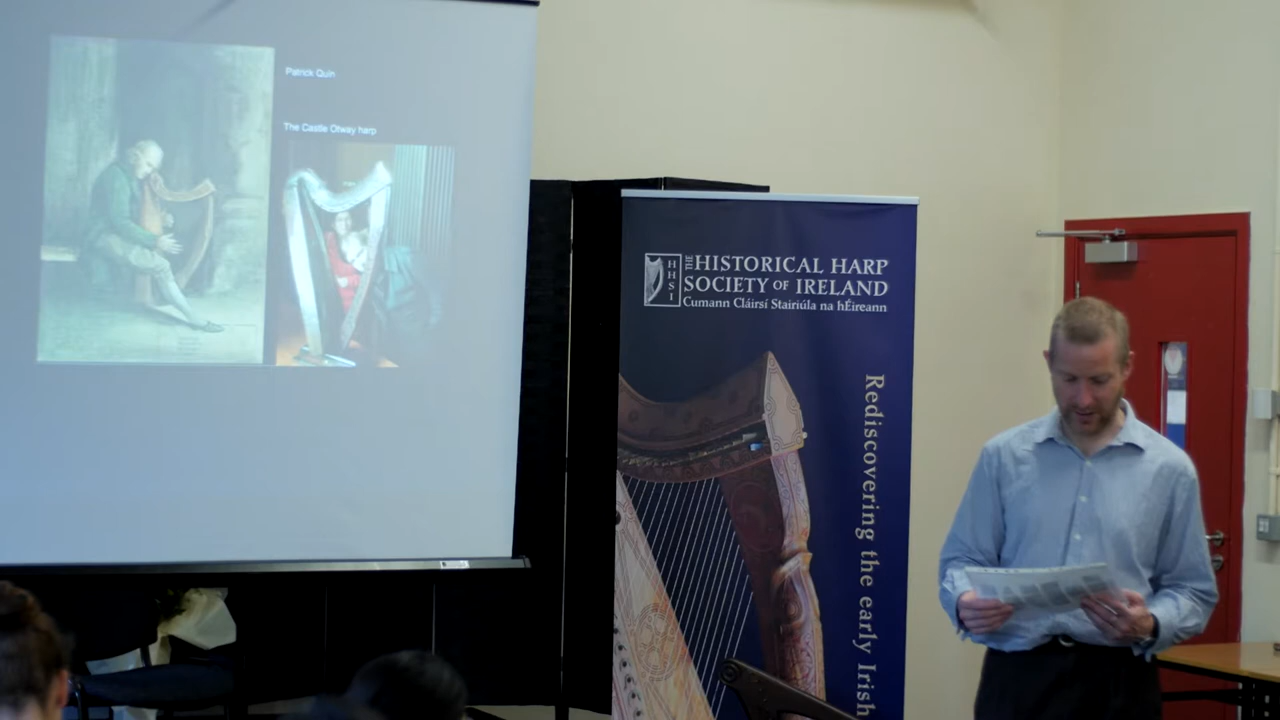 Patrick Quin
The Castle Otway harp
HHSI
THE HISTORICAL HARP
SOCIETY OF IRELAND
Cumann Cláirsí Stairiúla na hÉireann
Rediscovering the early Irish